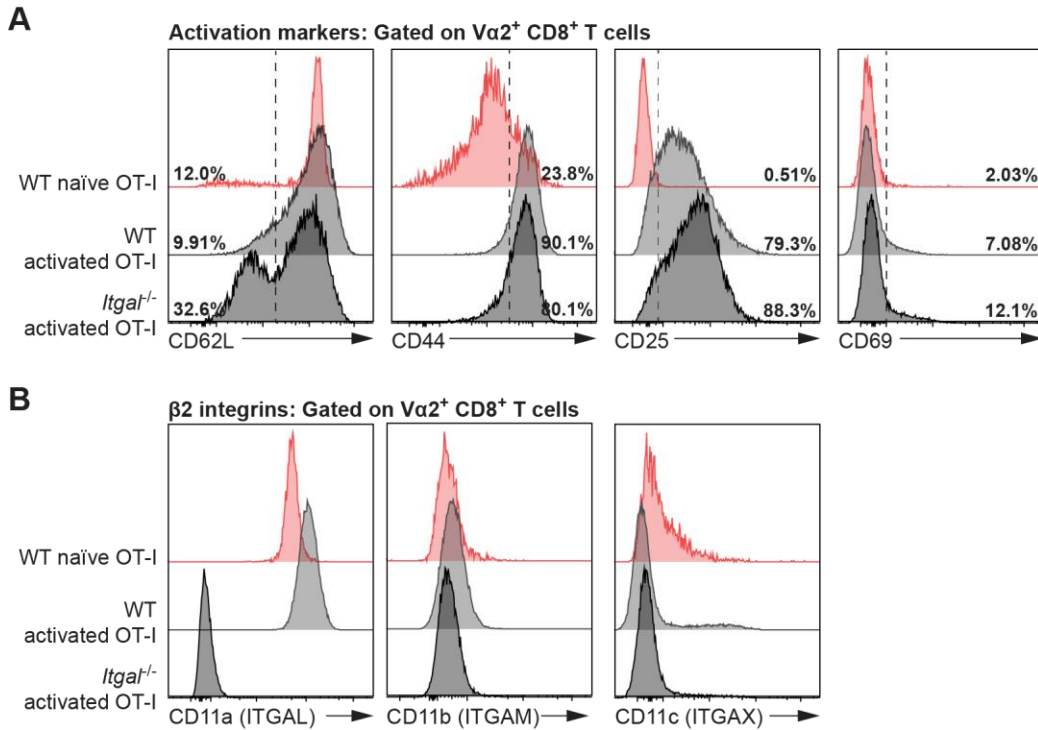 A
Activation markers: Gated on Vα2⁺ CD8⁺ T cells
WT naïve OT-I
12.0%
23.8%
0.51%
2.03%
WT
activated OT-I
9.91%
90.1%
79.3%
7.08%
Itgal⁻/⁻
activated OT-I
32.6%
80.1%
88.3%
12.1%
CD62L
CD44
CD25
CD69
B
β2 integrins: Gated on Vα2⁺ CD8⁺ T cells
WT naïve OT-I
WT
activated OT-I
Itgal⁻/⁻
activated OT-I
CD11a (ITGAL)
CD11b (ITGAM)
CD11c (ITGAX)